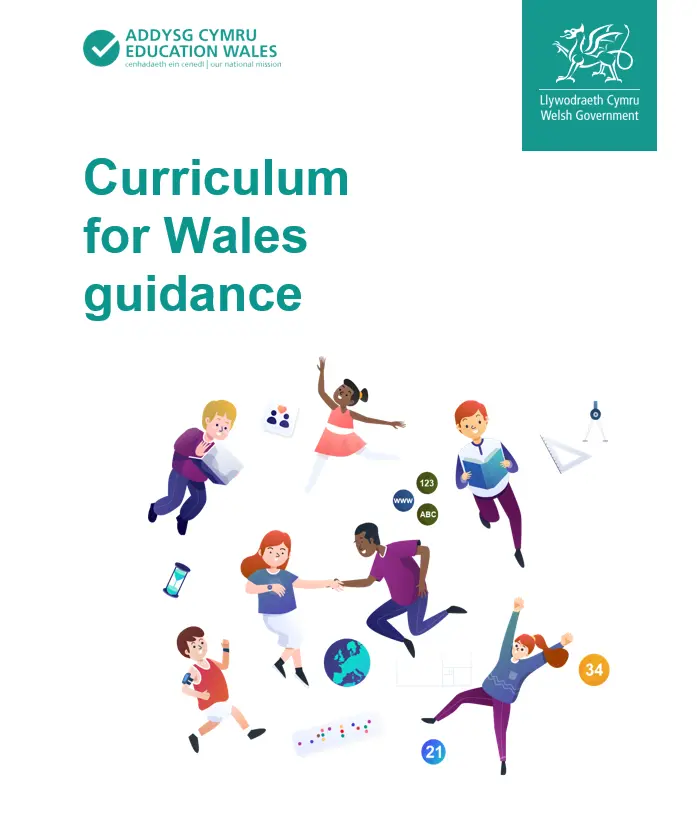 ADDYSG CYMRU
EDUCATION WALES
cenhadaeth ein cenedl | our national mission
Llywodraeth Cymru
Welsh Government
Curriculum
for Wales
guidance
123
www
ABC
34
21